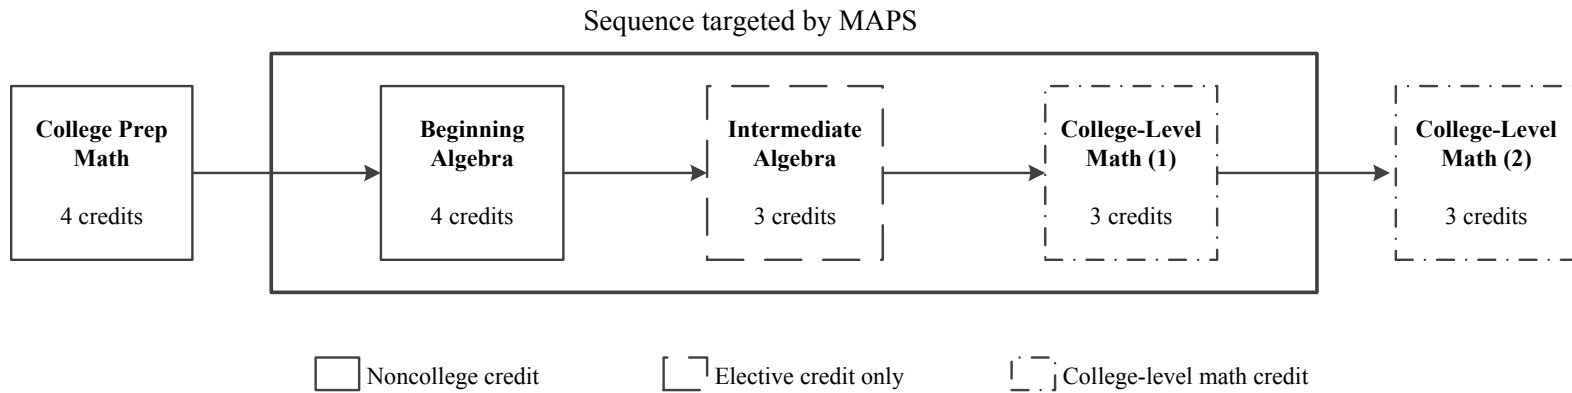 Sequence targeted by MAPS
College Prep
Math
4 credits
Beginning
Algebra
4 credits
Intermediate
Algebra
3 credits
College-Level
Math (1)
3 credits
College-Level
Math (2)
3 credits
Noncollege credit
Elective credit only
College-level math credit